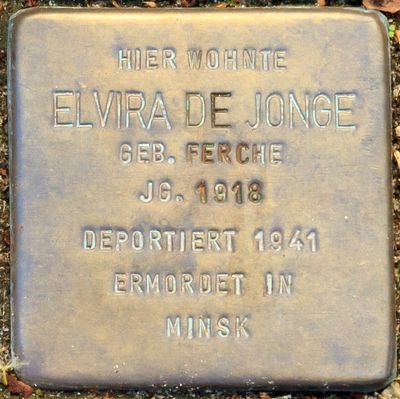 HIER WOHNTE
ELVIRA DE JONGE
GEB. FERCHE
JG. 1918
DEPORTIERT 1941
ERMORDET IN
MINSK